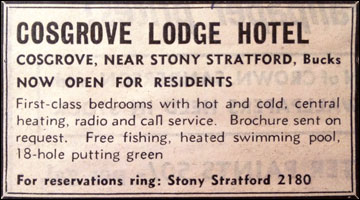 COSGROVE LODGE HOTEL
COSGROVE, NEAR STONY STRATFORD, Bucks
NOW OPEN FOR RESIDENTS
First-class bedrooms with hot and cold, central
heating, radio and call service. Brochure sent on
request. Free fishing, heated swimming pool,
18-hole putting green
For reservations ring: Stony Stratford 2180